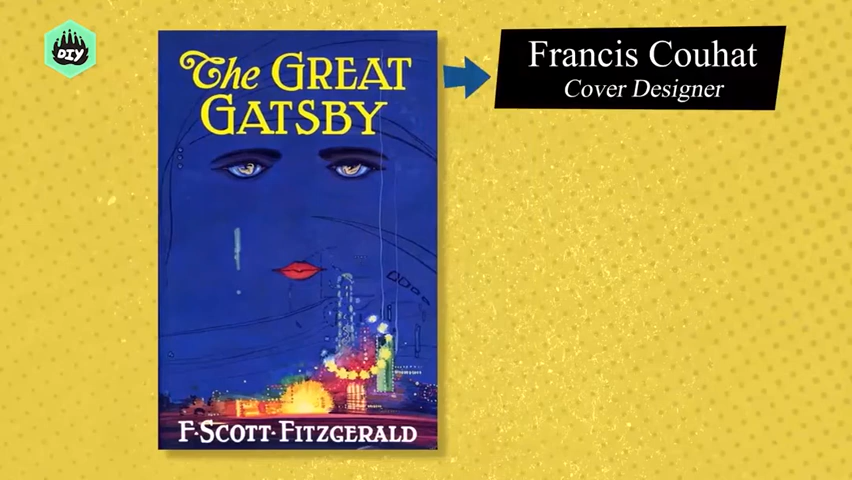 DIY
The GREAT
GATSBY
F·SCOTT·FITZGERALD
Francis Couhat
Cover Designer